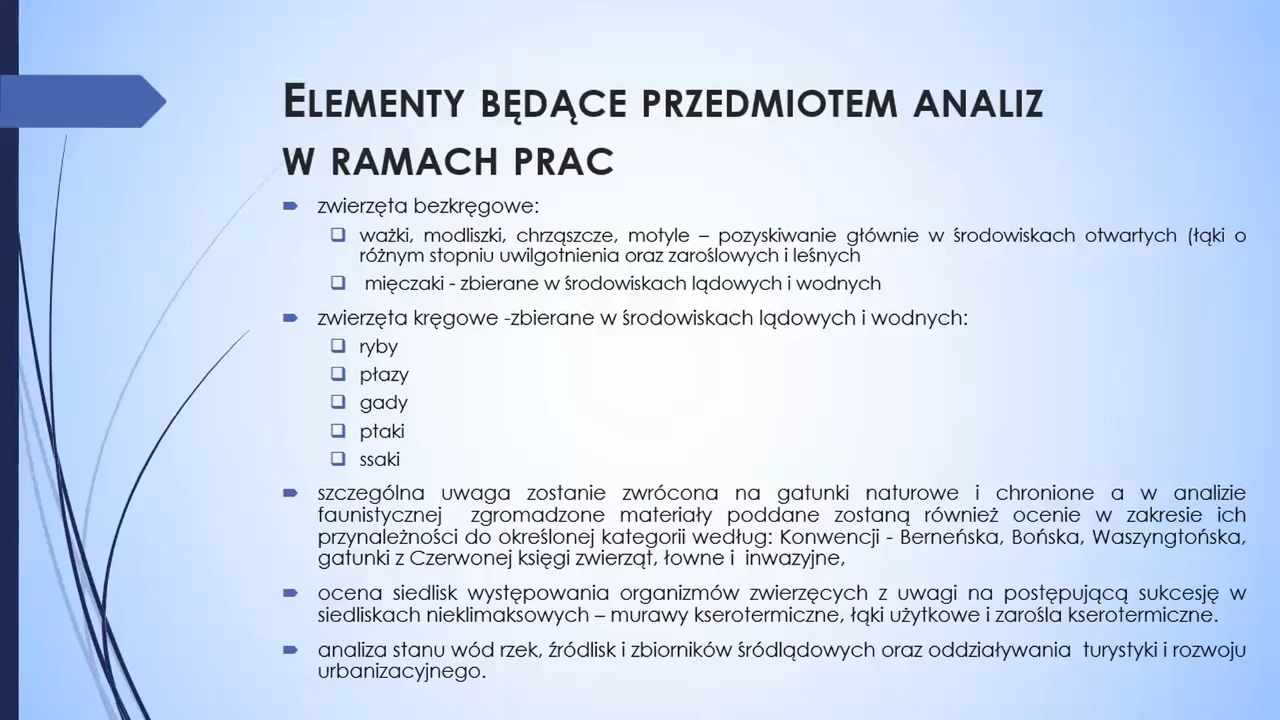 ELEMENTY BĘDĄCE PRZEDMIOTEM ANALIZ
W RAMACH PRAC
zwierzęta bezkręgowe:
ważki, modliszki, chrząszcze, motyle – pozyskiwanie głównie w środowiskach otwartych (łąki o
różnym stopniu uwilgotnienia oraz zaroślowych i leśnych
mięczaki - zbierane w środowiskach lądowych i wodnych
zwierzęta kręgowe -zbierane w środowiskach lądowych i wodnych:
ryby
płazy
gady
ptaki
ssaki
szczególna uwaga zostanie zwrócona na gatunki naturowe i chronione a w analizie
faunistycznej zgromadzone materiały poddane zostaną również ocenie w zakresie ich
przynależności do określonej kategorii według: Konwencji - Berneńska, Bońska, Waszyngtońska,
gatunki z Czerwonej księgi zwierząt, łowne i inwazyjne,
ocena siedlisk występowania organizmów zwierzęcych z uwagi na postępującą sukcesję w
siedliskach nieklimaksowych – murawy kserotermiczne, łąki użytkowe i zarośla kserotermiczne.
analiza stanu wód rzek, źródlisk i zbiorników śródlądowych oraz oddziaływania turystyki i rozwoju
urbanizacyjnego.